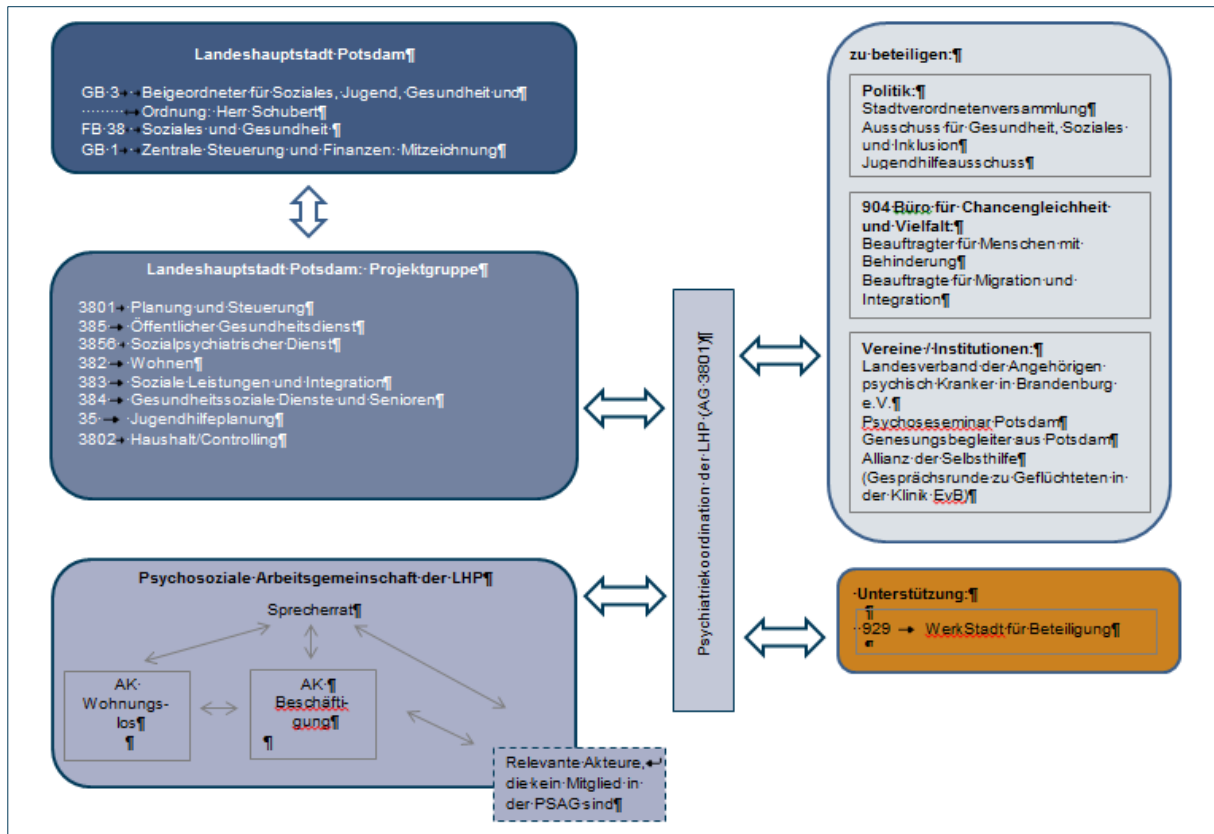 Landeshauptstadt Potsdam¶
GB 3 Beigeordneter für Soziales, Jugend, Gesundheit und¶
Ordnung: Herr Schubert¶
FB 38 Soziales und Gesundheit¶
GB 1 Zentrale Steuerung und Finanzen: Mitzeichnung¶
Landeshauptstadt Potsdam: Projektgruppe¶
3801 Planung und Steuerung¶
385 Öffentlicher Gesundheitsdienst¶
3856 Sozialpsychiatrischer Dienst¶
382 Wohnen¶
383 Soziale Leistungen und Integration¶
384 Gesundheitssoziale Dienste und Senioren¶
35 Jugendhilfeplanung¶
3802 Haushalt/Controlling¶
Psychosoziale Arbeitsgemeinschaft der LHP¶
Sprecherrat¶
AK
Wohnungs-
los¶
¶
AK ¶
Beschäfti-
gung¶
¶
Relevante Akteure,
die kein Mitglied in
der PSAG sind¶
Psychiatriekoordination der LHP (AG 3801)¶
zu beteiligen:¶
Politik:¶
Stadtverordnetenversammlung¶
Ausschuss für Gesundheit, Soziales
und Inklusion¶
Jugendhilfeausschuss¶
904 Büro für Chancengleichheit
und Vielfalt:¶
Beauftragter für Menschen mit
Behinderung¶
Beauftragte für Migration und
Integration¶
Vereine / Institutionen:¶
Landesverband der Angehörigen
psychisch Kranker in Brandenburg
e.V.¶
Psychoseseminar Potsdam¶
Genesungsbegleiter aus Potsdam¶
Allianz der Selbsthilfe¶
(Gesprächsrunde zu Geflüchteten in
der Klinik EvB)¶
Unterstützung:¶
¶
929 → WerkStadt für Beteiligung¶
¶